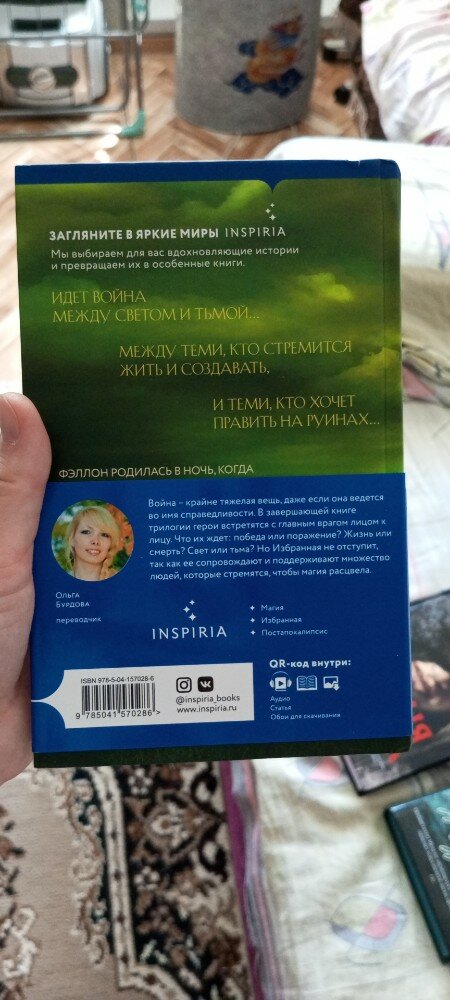 ЗАГЛЯНИТЕ В ЯРКИЕ МИРЫ INSPIRIA
Мы выбираем для вас вдохновляющие истории
и превращаем их в особенные книги.
ИДЕТ ВОЙНА
МЕЖДУ СВЕТОМ И ТЬМОЙ...
МЕЖДУ ТЕМИ, КТО СТРЕМИТСЯ
ЖИТЬ И СОЗДАВАТЬ,
И ТЕМИ, КТО ХОЧЕТ
ПРАВИТЬ НА РУИНАХ...
ФЭЛЛОН РОДИЛАСЬ В НОЧЬ, КОГДА
Война – крайне тяжелая вещь, даже если она ведется
во имя справедливости. В завершающей книге
трилогии герои встретятся с главным врагом лицом к
лицу. Что их ждет: победа или поражение? Жизнь или
смерть? Свет или тьма? Но Избранная не отступит,
так как ее сопровождают и поддерживают множество
людей, которые стремятся, чтобы магия расцвела.
Ольга
Бурдова
переводчик
INSPIRIA
Магия
Избранная
Постапокалипсис
ISBN 978-5-04-157028-6
9 785041 570286 >
@inspiria_books
www.inspiria.ru
QR-код внутри:
Аудио
Статья
Обои для скачивания